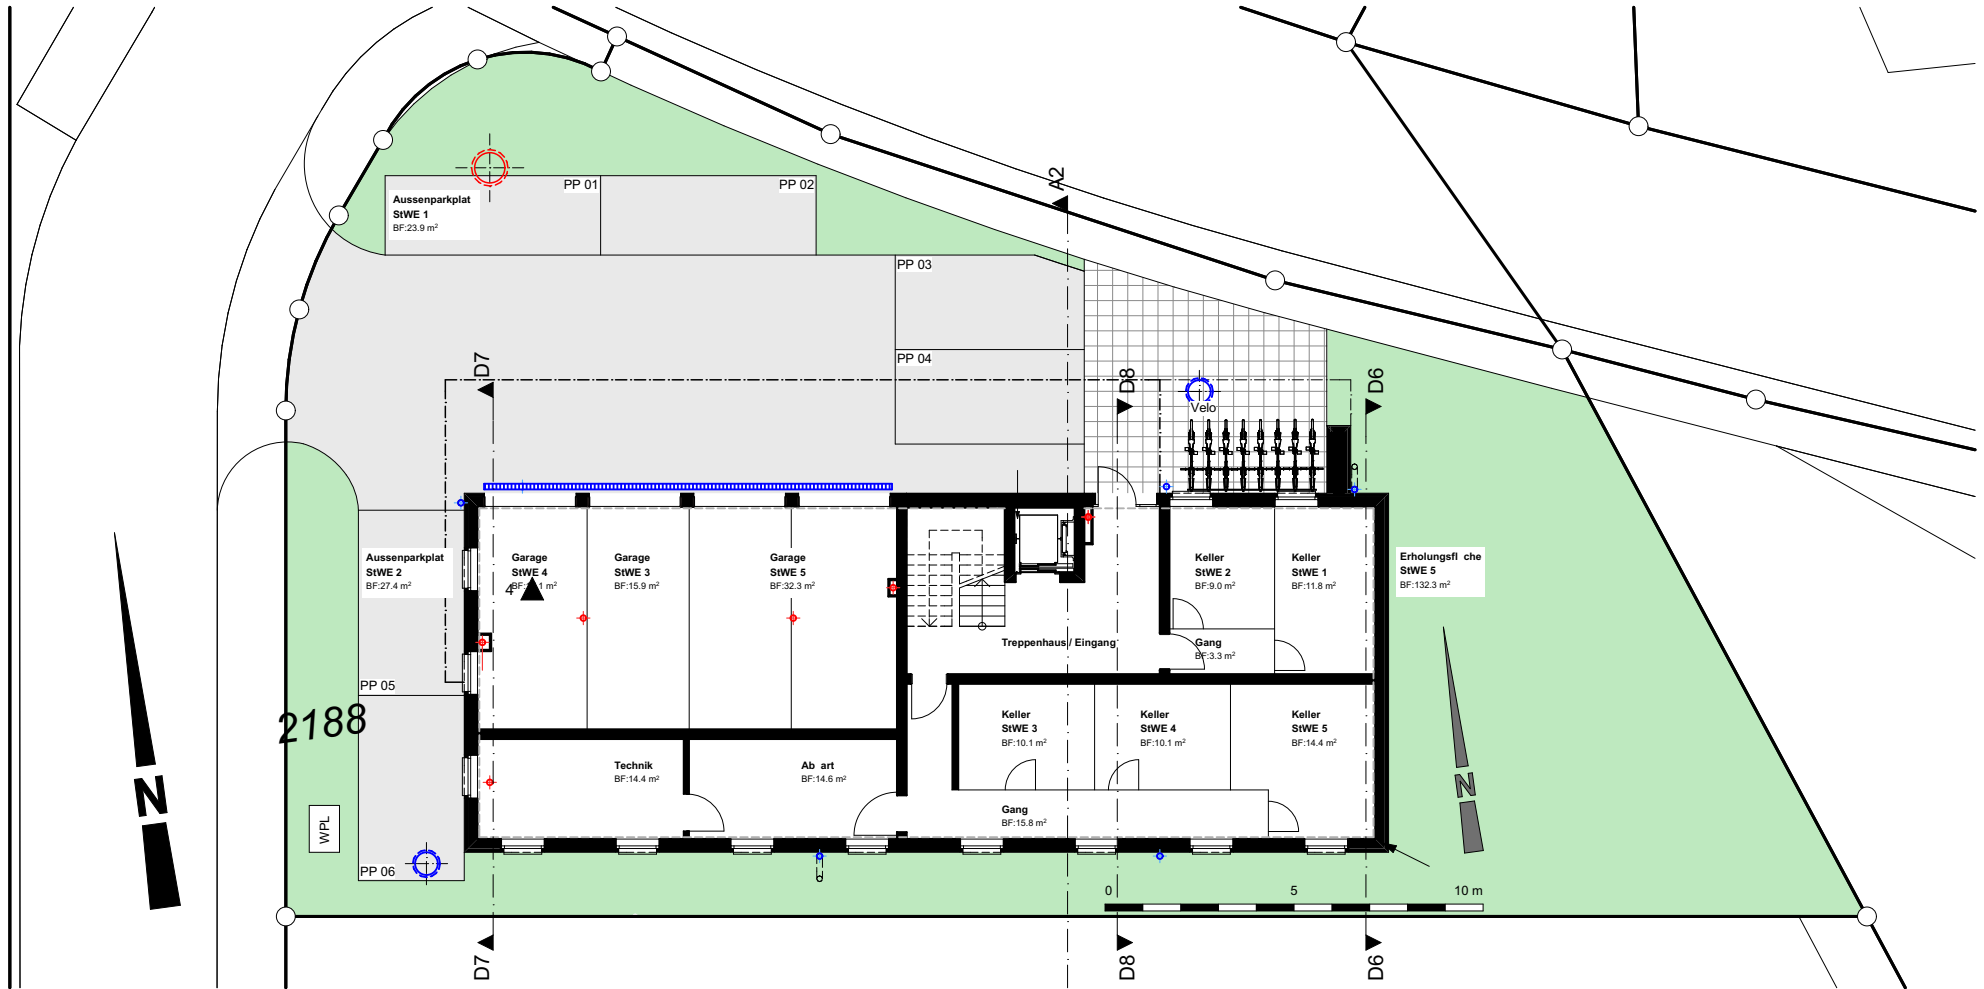 A2
PP 01
PP 02
Aussenparkplat
StWE 1
BF:23.9 m²
PP 03
PP 04
D7
D8
D6
Velo
Aussenparkplat
StWE 2
BF:27.4 m²
Garage
StWE 4
4
Garage
StWE 3
BF:15.9 m²
Garage
StWE 5
BF:32.3 m²
Keller
StWE 2
BF:9.0 m²
Keller
StWE 1
BF:11.8 m²
Erholungsfl che
StWE 5
BF:132.3 m²
Treppenhaus / Eingang
Gang
BF:3.3 m²
PP 05
2188
Keller
StWE 3
BF:10.1 m²
Keller
StWE 4
BF:10.1 m²
Keller
StWE 5
BF:14.4 m²
Technik
BF:14.4 m²
Ab art
BF:14.6 m²
Gang
BF:15.8 m²
N
N
WPL
PP 06
0 5 10 m
D7
D8
D6